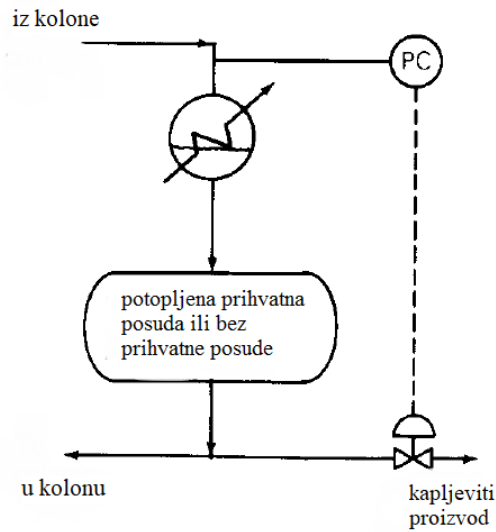 iz kolone
PC
potopljena prihvatna
posuda ili bez
prihvatne posude
u kolonu
kapljeviti
proizvod